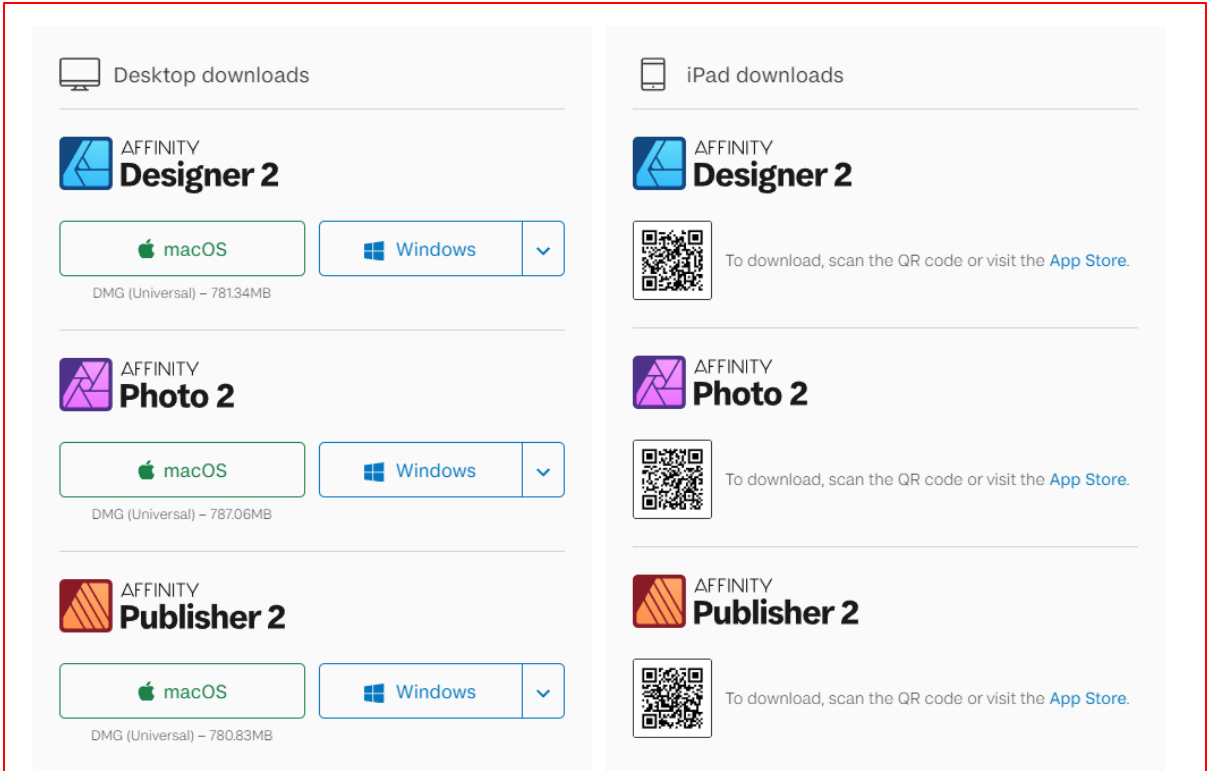 Desktop downloads
AFFINITY
Designer 2
macOS
Windows
DMG (Universal) – 781.34MB
AFFINITY
Photo 2
macOS
Windows
DMG (Universal) – 787.06MB
AFFINITY
Publisher 2
macOS
Windows
DMG (Universal) – 780.83MB
iPad downloads
AFFINITY
Designer 2
To download, scan the QR code or visit the App Store.
AFFINITY
Photo 2
To download, scan the QR code or visit the App Store.
AFFINITY
Publisher 2
To download, scan the QR code or visit the App Store.